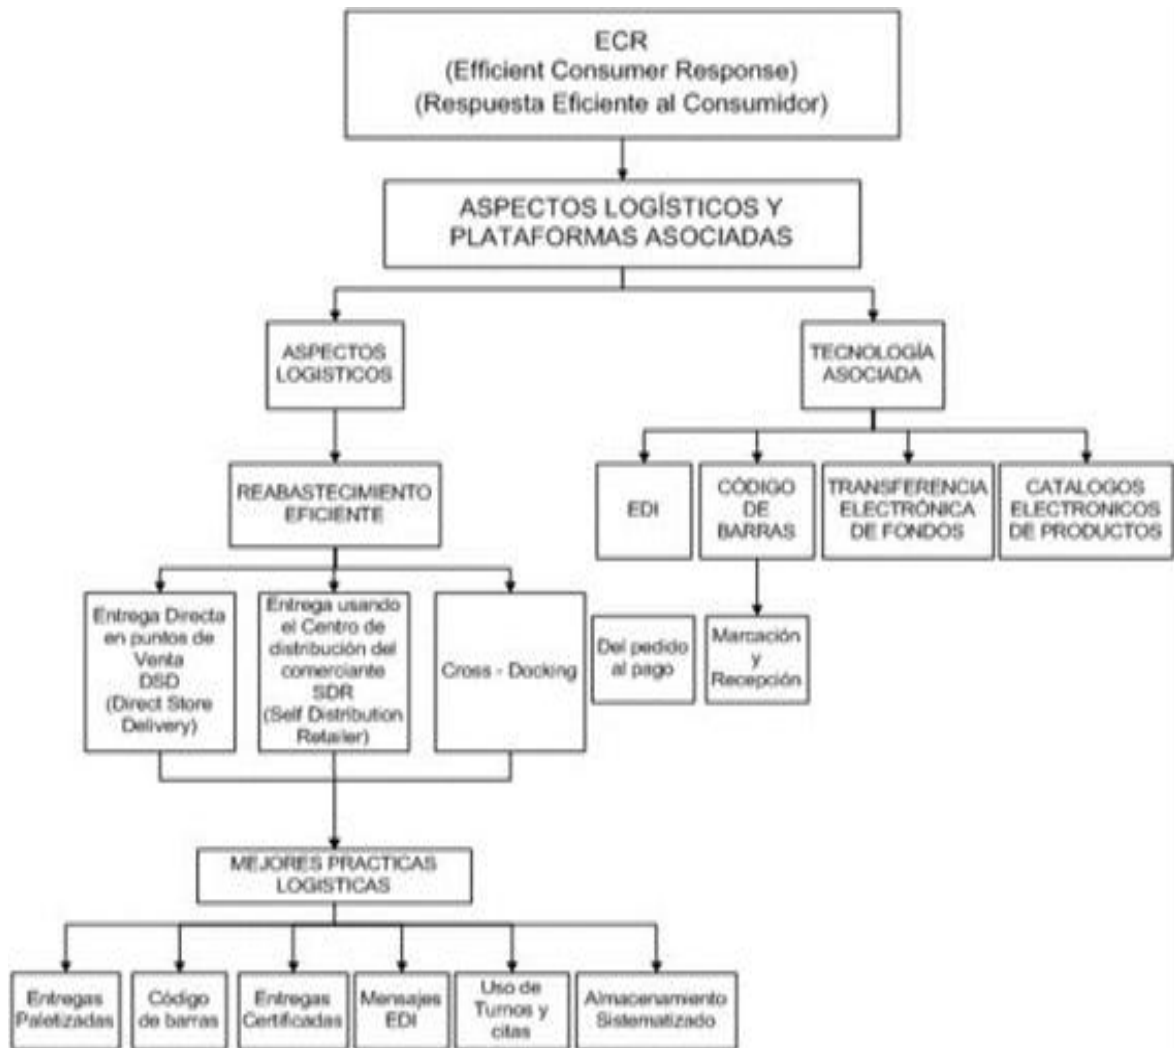 ECR
(Efficient Consumer Response)
(Respuesta Eficiente al Consumidor)
ASPECTOS LOGÍSTICOS Y
PLATAFORMAS ASOCIADAS
ASPECTOS
LOGISTICOS
TECNOLOGÍA
ASOCIADA
REABASTECIMIENTO
EFICIENTE
EDI
CÓDIGO
DE
BARRAS
TRANSFERENCIA
ELECTRÓNICA
DE FONDOS
CATALOGOS
ELECTRONICOS
DE PRODUCTOS
Entrega Directa
en puntos de
Venta
DSD
(Direct Store
Delivery)
Entrega usando
el Centro de
distribución del
comerciante
SDR
(Self Distribution
Retailer)
Cross - Docking
Del pedido
al pago
Marcación
y
Recepción
MEJORES PRACTICAS
LOGISTICAS
Entregas
Paletizadas
Código
de barras
Entregas
Certificadas
Mensajes
EDI
Uso de
Turnos y
citas
Almacenamiento
Sistematizado